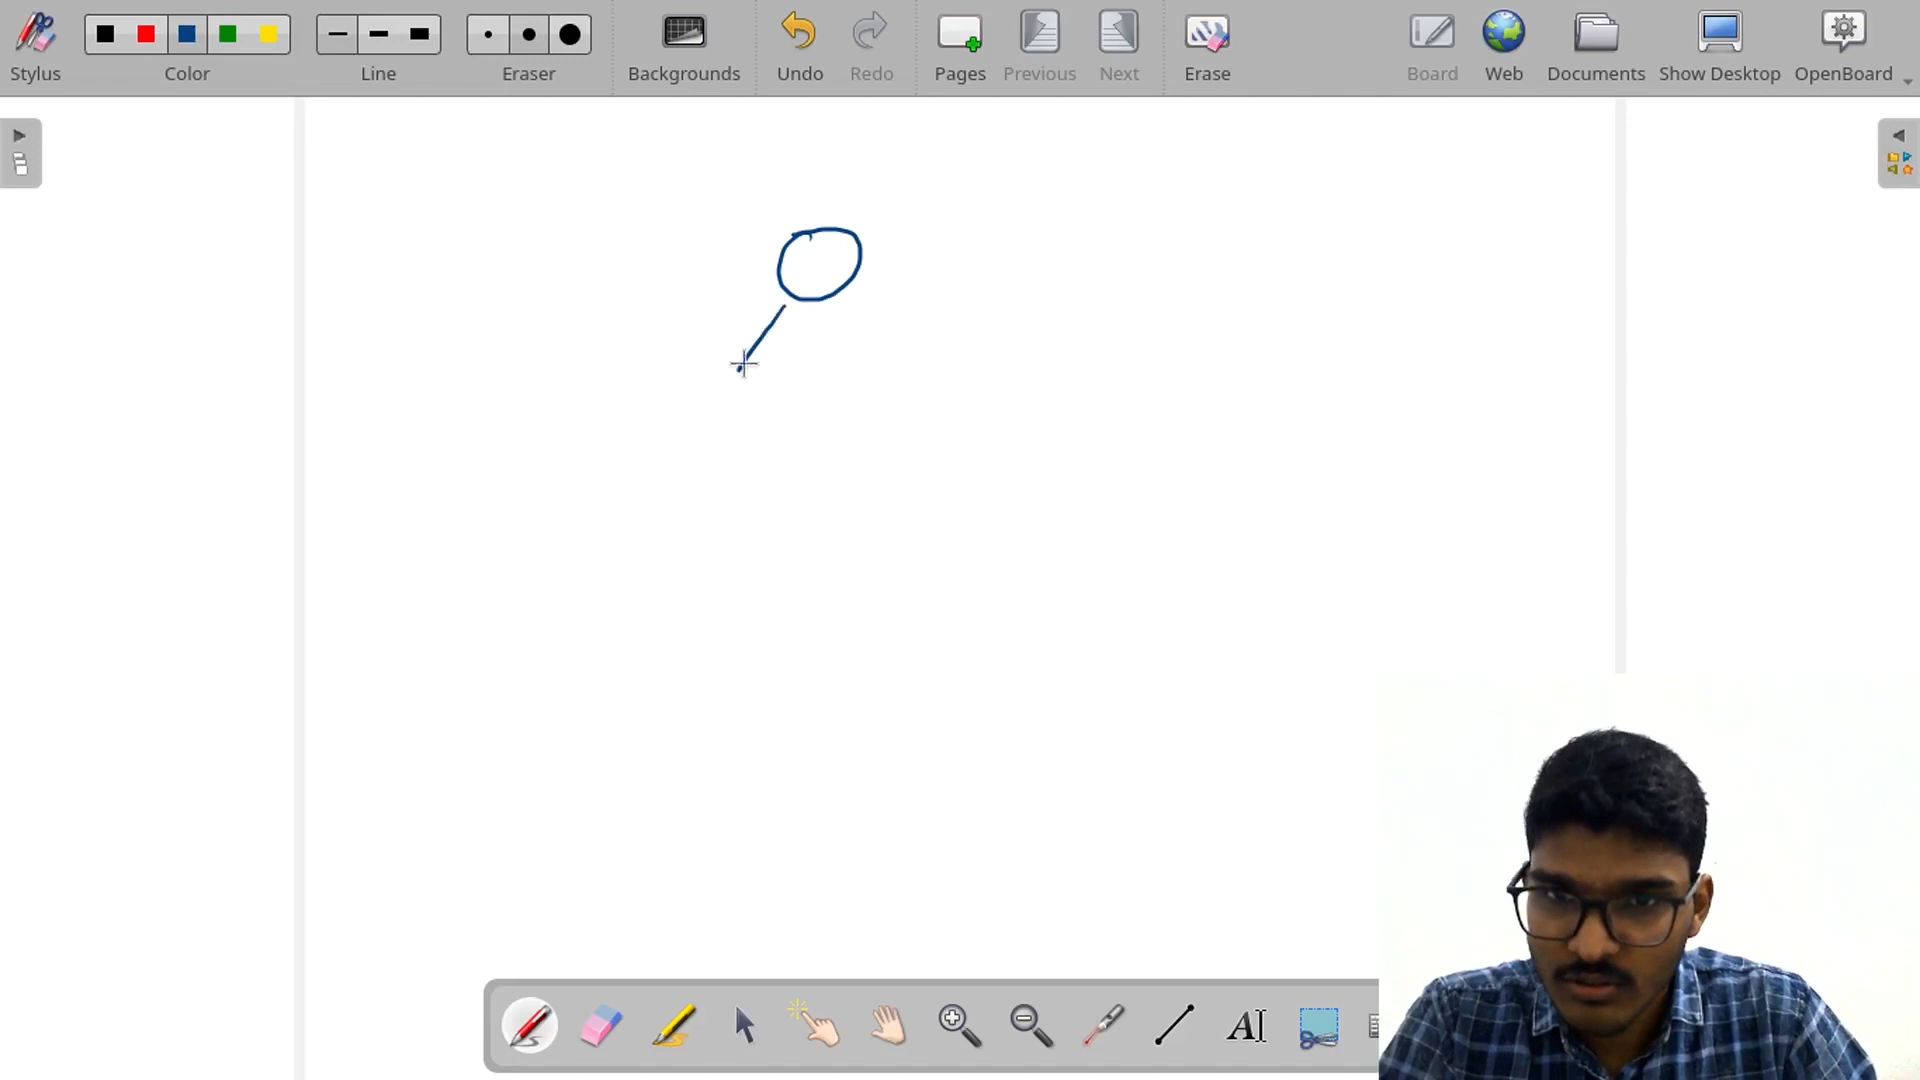 Stylus
Color
Line
Eraser
Backgrounds
Undo
Redo
Pages
Previous
Next
Erase
Board
Web
Documents
Show Desktop
OpenBoard